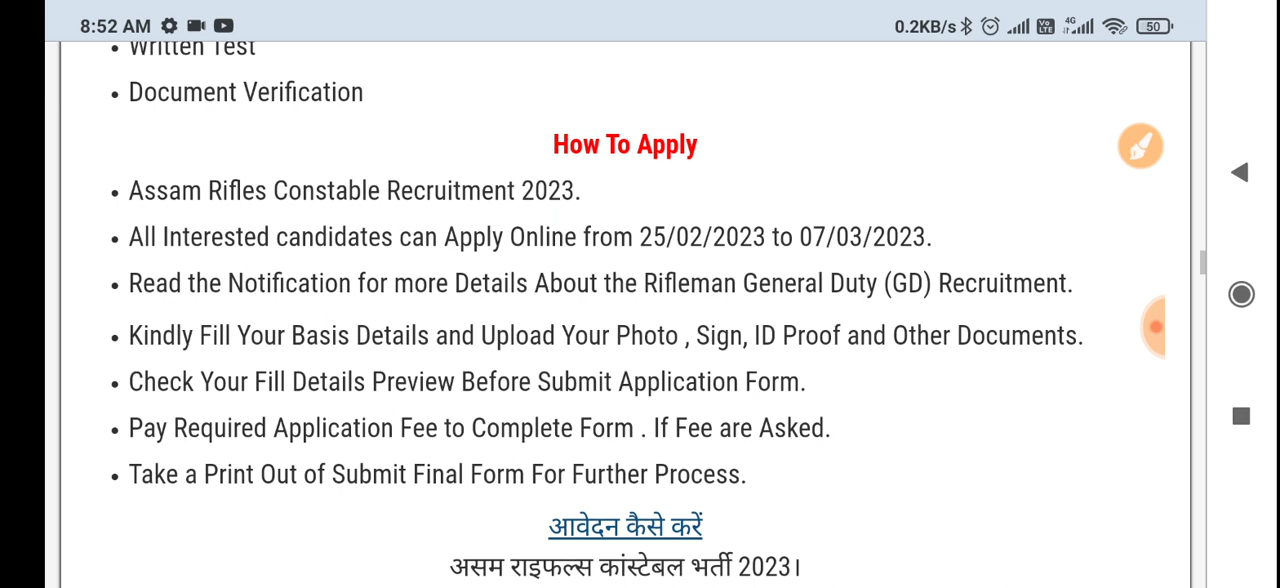 8:52 AM 0.2KB/s Vo LTE 4G 50
• Written Test
• Document Verification
How To Apply
• Assam Rifles Constable Recruitment 2023.
• All Interested candidates can Apply Online from 25/02/2023 to 07/03/2023.
• Read the Notification for more Details About the Rifleman General Duty (GD) Recruitment.
• Kindly Fill Your Basis Details and Upload Your Photo , Sign, ID Proof and Other Documents.
• Check Your Fill Details Preview Before Submit Application Form.
• Pay Required Application Fee to Complete Form . If Fee are Asked.
• Take a Print Out of Submit Final Form For Further Process.
आवेदन कैसे करें
असम राइफल्स कांस्टेबल भर्ती 2023।